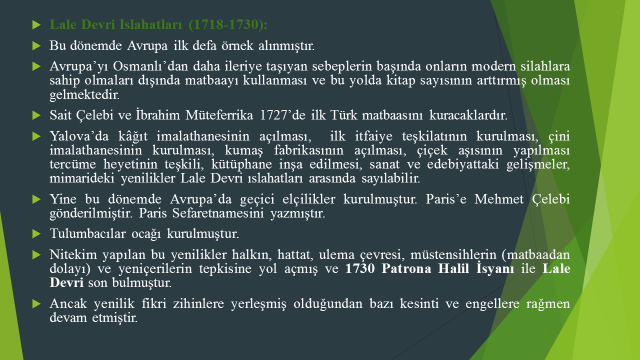 Lale Devri Islahatları (1718-1730):
Bu dönemde Avrupa ilk defa örnek alınmıştır.
Avrupa’yı Osmanlı’dan daha ileriye taşıyan sebeplerin başında onların modern silahlara
sahip olmaları dışında matbaayı kullanması ve bu yolda kitap sayısının arttırmış olması
gelmektedir.
Sait Çelebi ve İbrahim Müteferrika 1727’de ilk Türk matbaasını kuracaklardır.
Yalova’da kâğıt imalathanesinin açılması, ilk itfaiye teşkilatının kurulması, çini
imalathanesinin kurulması, kumaş fabrikasının açılması, çiçek aşısının yapılması
tercüme heyetinin teşkili, kütüphane inşa edilmesi, sanat ve edebiyattaki gelişmeler,
mimarideki yenilikler Lale Devri ıslahatları arasında sayılabilir.
Yine bu dönemde Avrupa’da geçici elçilikler kurulmuştur. Paris’e Mehmet Çelebi
gönderilmiştir. Paris Sefaretnamesini yazmıştır.
Tulumbacılar ocağı kurulmuştur.
Nitekim yapılan bu yenilikler halkın, hattat, ulema çevresi, müstensihlerin (matbaadan
dolayı) ve yeniçerilerin tepkisine yol açmış ve 1730 Patrona Halil İsyanı ile Lale
Devri son bulmuştur.
Ancak yenilik fikri zihinlere yerleşmiş olduğundan bazı kesinti ve engellere rağmen
devam etmiştir.